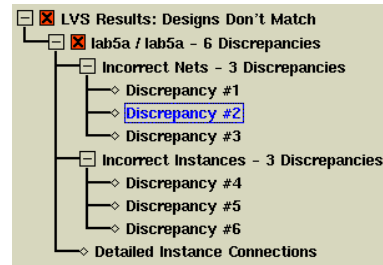 LVS Results: Designs Don't Match
lab5a / lab5a - 6 Discrepancies
Incorrect Nets - 3 Discrepancies
Discrepancy #1
Discrepancy #2
Discrepancy #3
Incorrect Instances - 3 Discrepancies
Discrepancy #4
Discrepancy #5
Discrepancy #6
Detailed Instance Connections